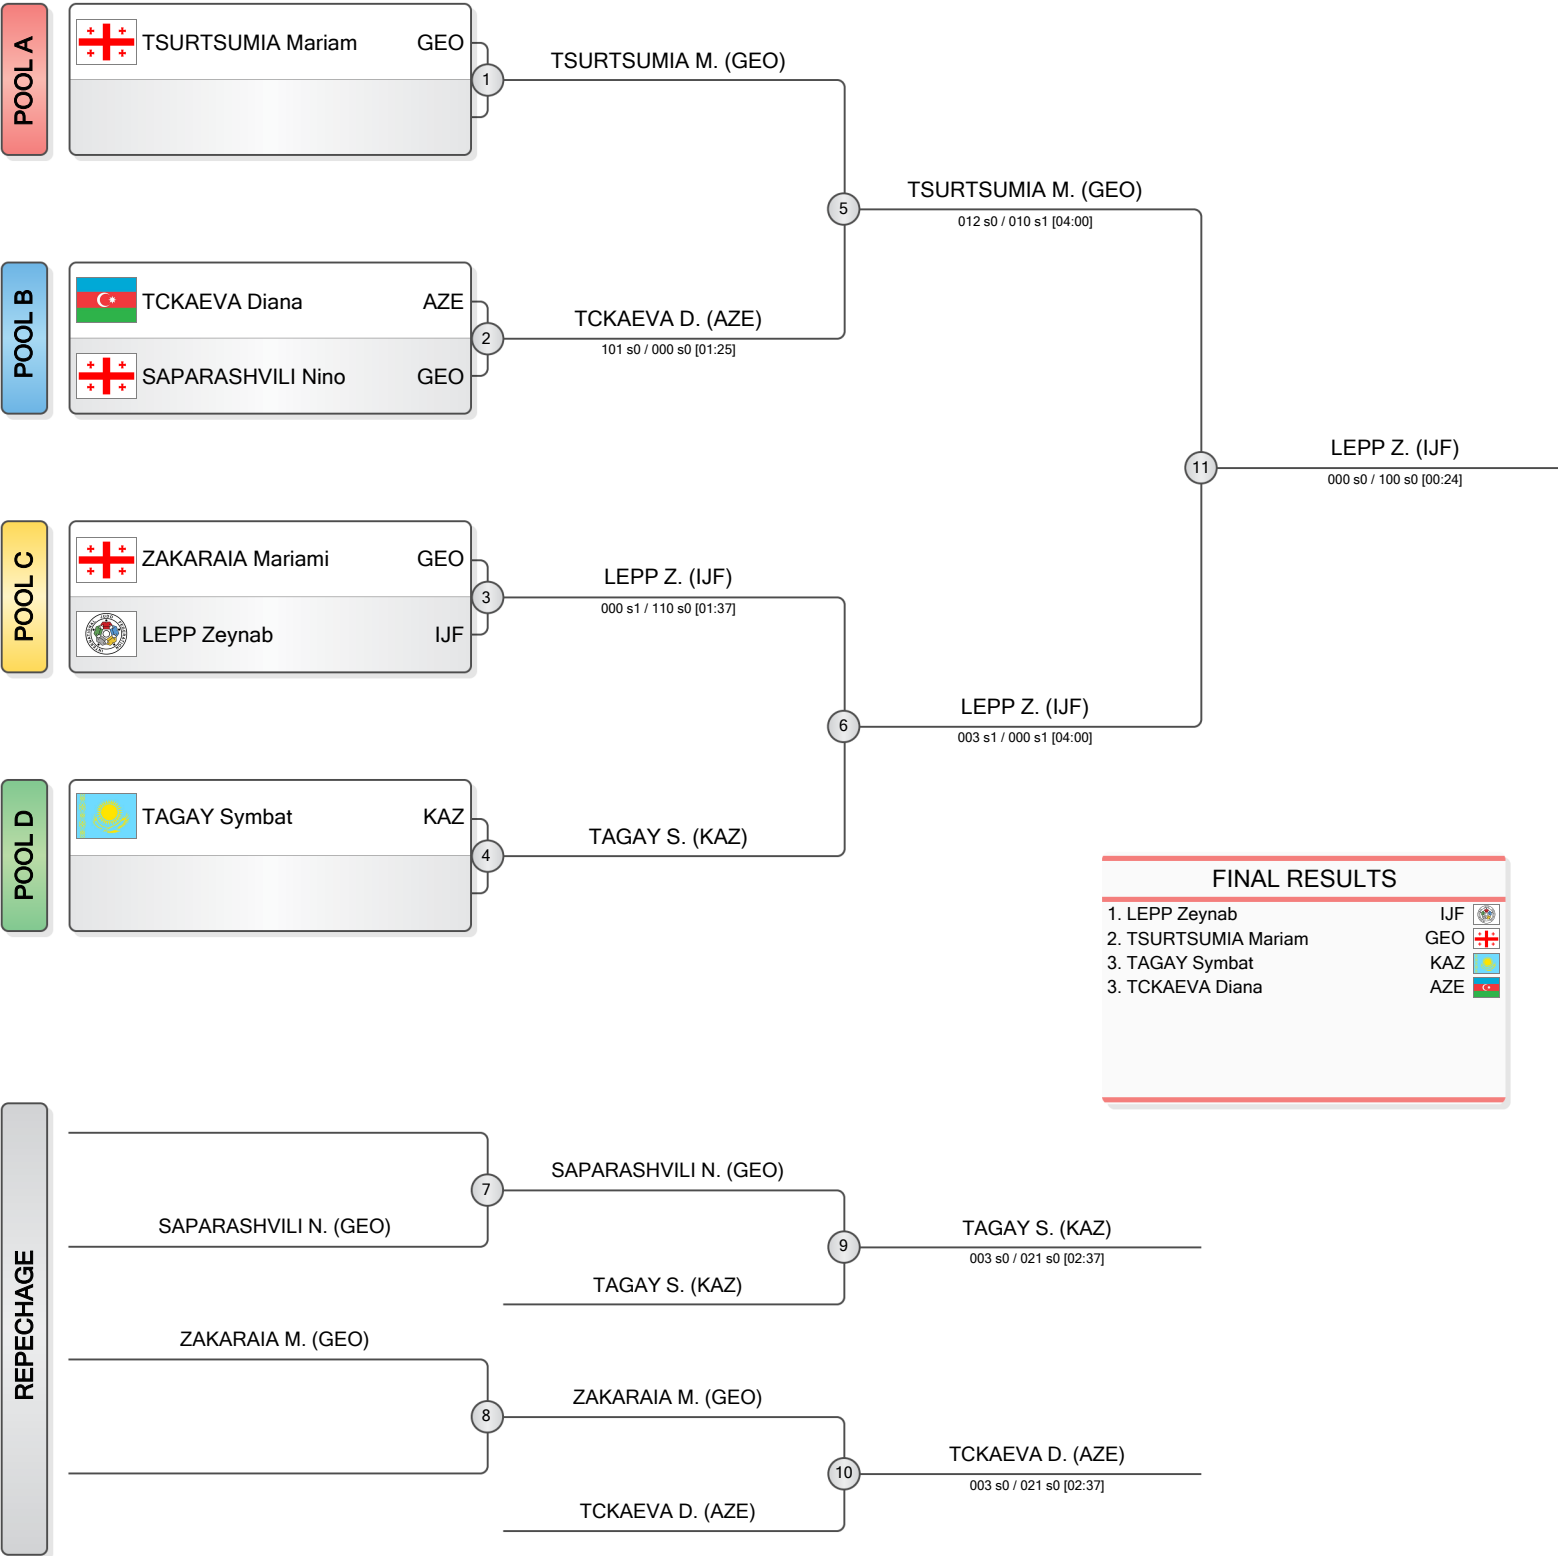 POOL A
TSURTSUMIA Mariam GEO
1
TSURTSUMIA M. (GEO)
5
TSURTSUMIA M. (GEO)
012 s0 / 010 s1 [04:00]
POOL B
TCKAEVA Diana AZE
SAPARASHVILI Nino GEO
2
TCKAEVA D. (AZE)
101 s0 / 000 s0 [01:25]
11
LEPP Z. (IJF)
000 s0 / 100 s0 [00:24]
POOL C
ZAKARAIA Mariami GEO
LEPP Zeynab IJF
3
LEPP Z. (IJF)
000 s1 / 110 s0 [01:37]
6
LEPP Z. (IJF)
003 s1 / 000 s1 [04:00]
POOL D
TAGAY Symbat KAZ
4
TAGAY S. (KAZ)
FINAL RESULTS
1. LEPP Zeynab IJF
2. TSURTSUMIA Mariam GEO
3. TAGAY Symbat KAZ
3. TCKAEVA Diana AZE
REPECHAGE
SAPARASHVILI N. (GEO)
7
SAPARASHVILI N. (GEO)
TAGAY S. (KAZ)
9
TAGAY S. (KAZ)
003 s0 / 021 s0 [02:37]
ZAKARAIA M. (GEO)
8
ZAKARAIA M. (GEO)
TCKAEVA D. (AZE)
10
TCKAEVA D. (AZE)
003 s0 / 021 s0 [02:37]